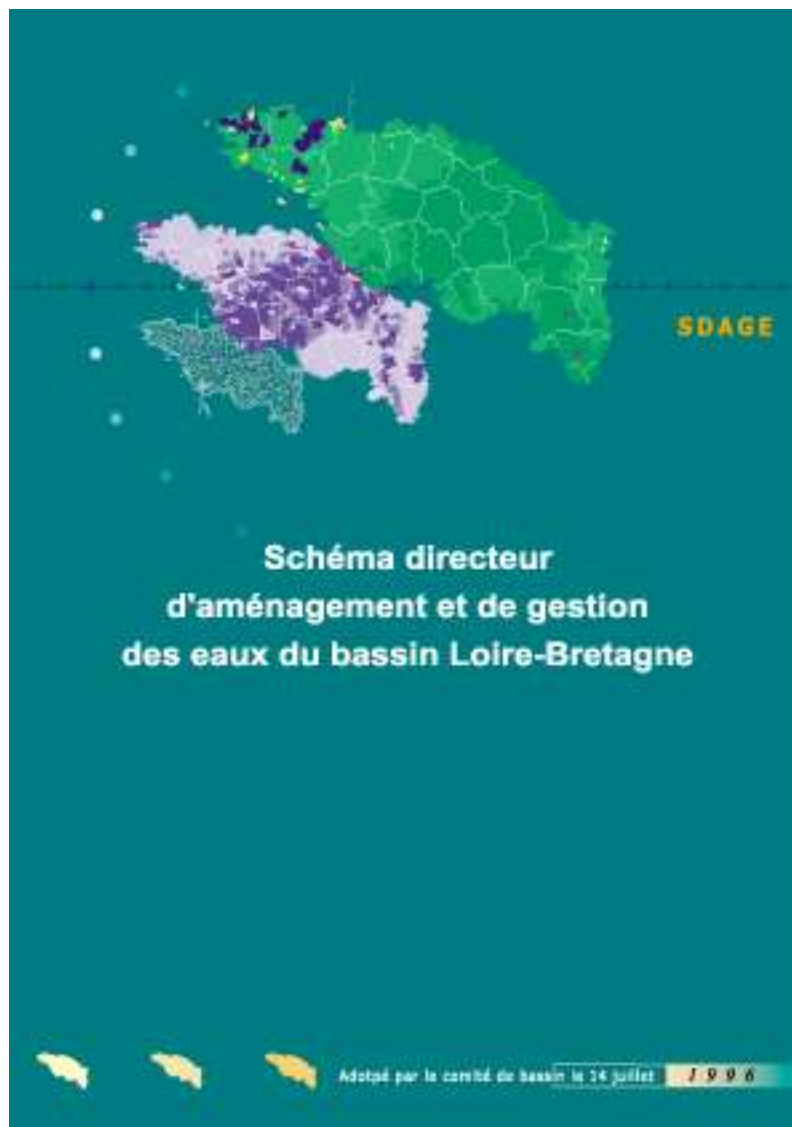 SDAGE
Schéma directeur
d'aménagement et de gestion
des eaux du bassin Loire-Bretagne
Adotpé par le comité de bassin le 14 juillet 1996